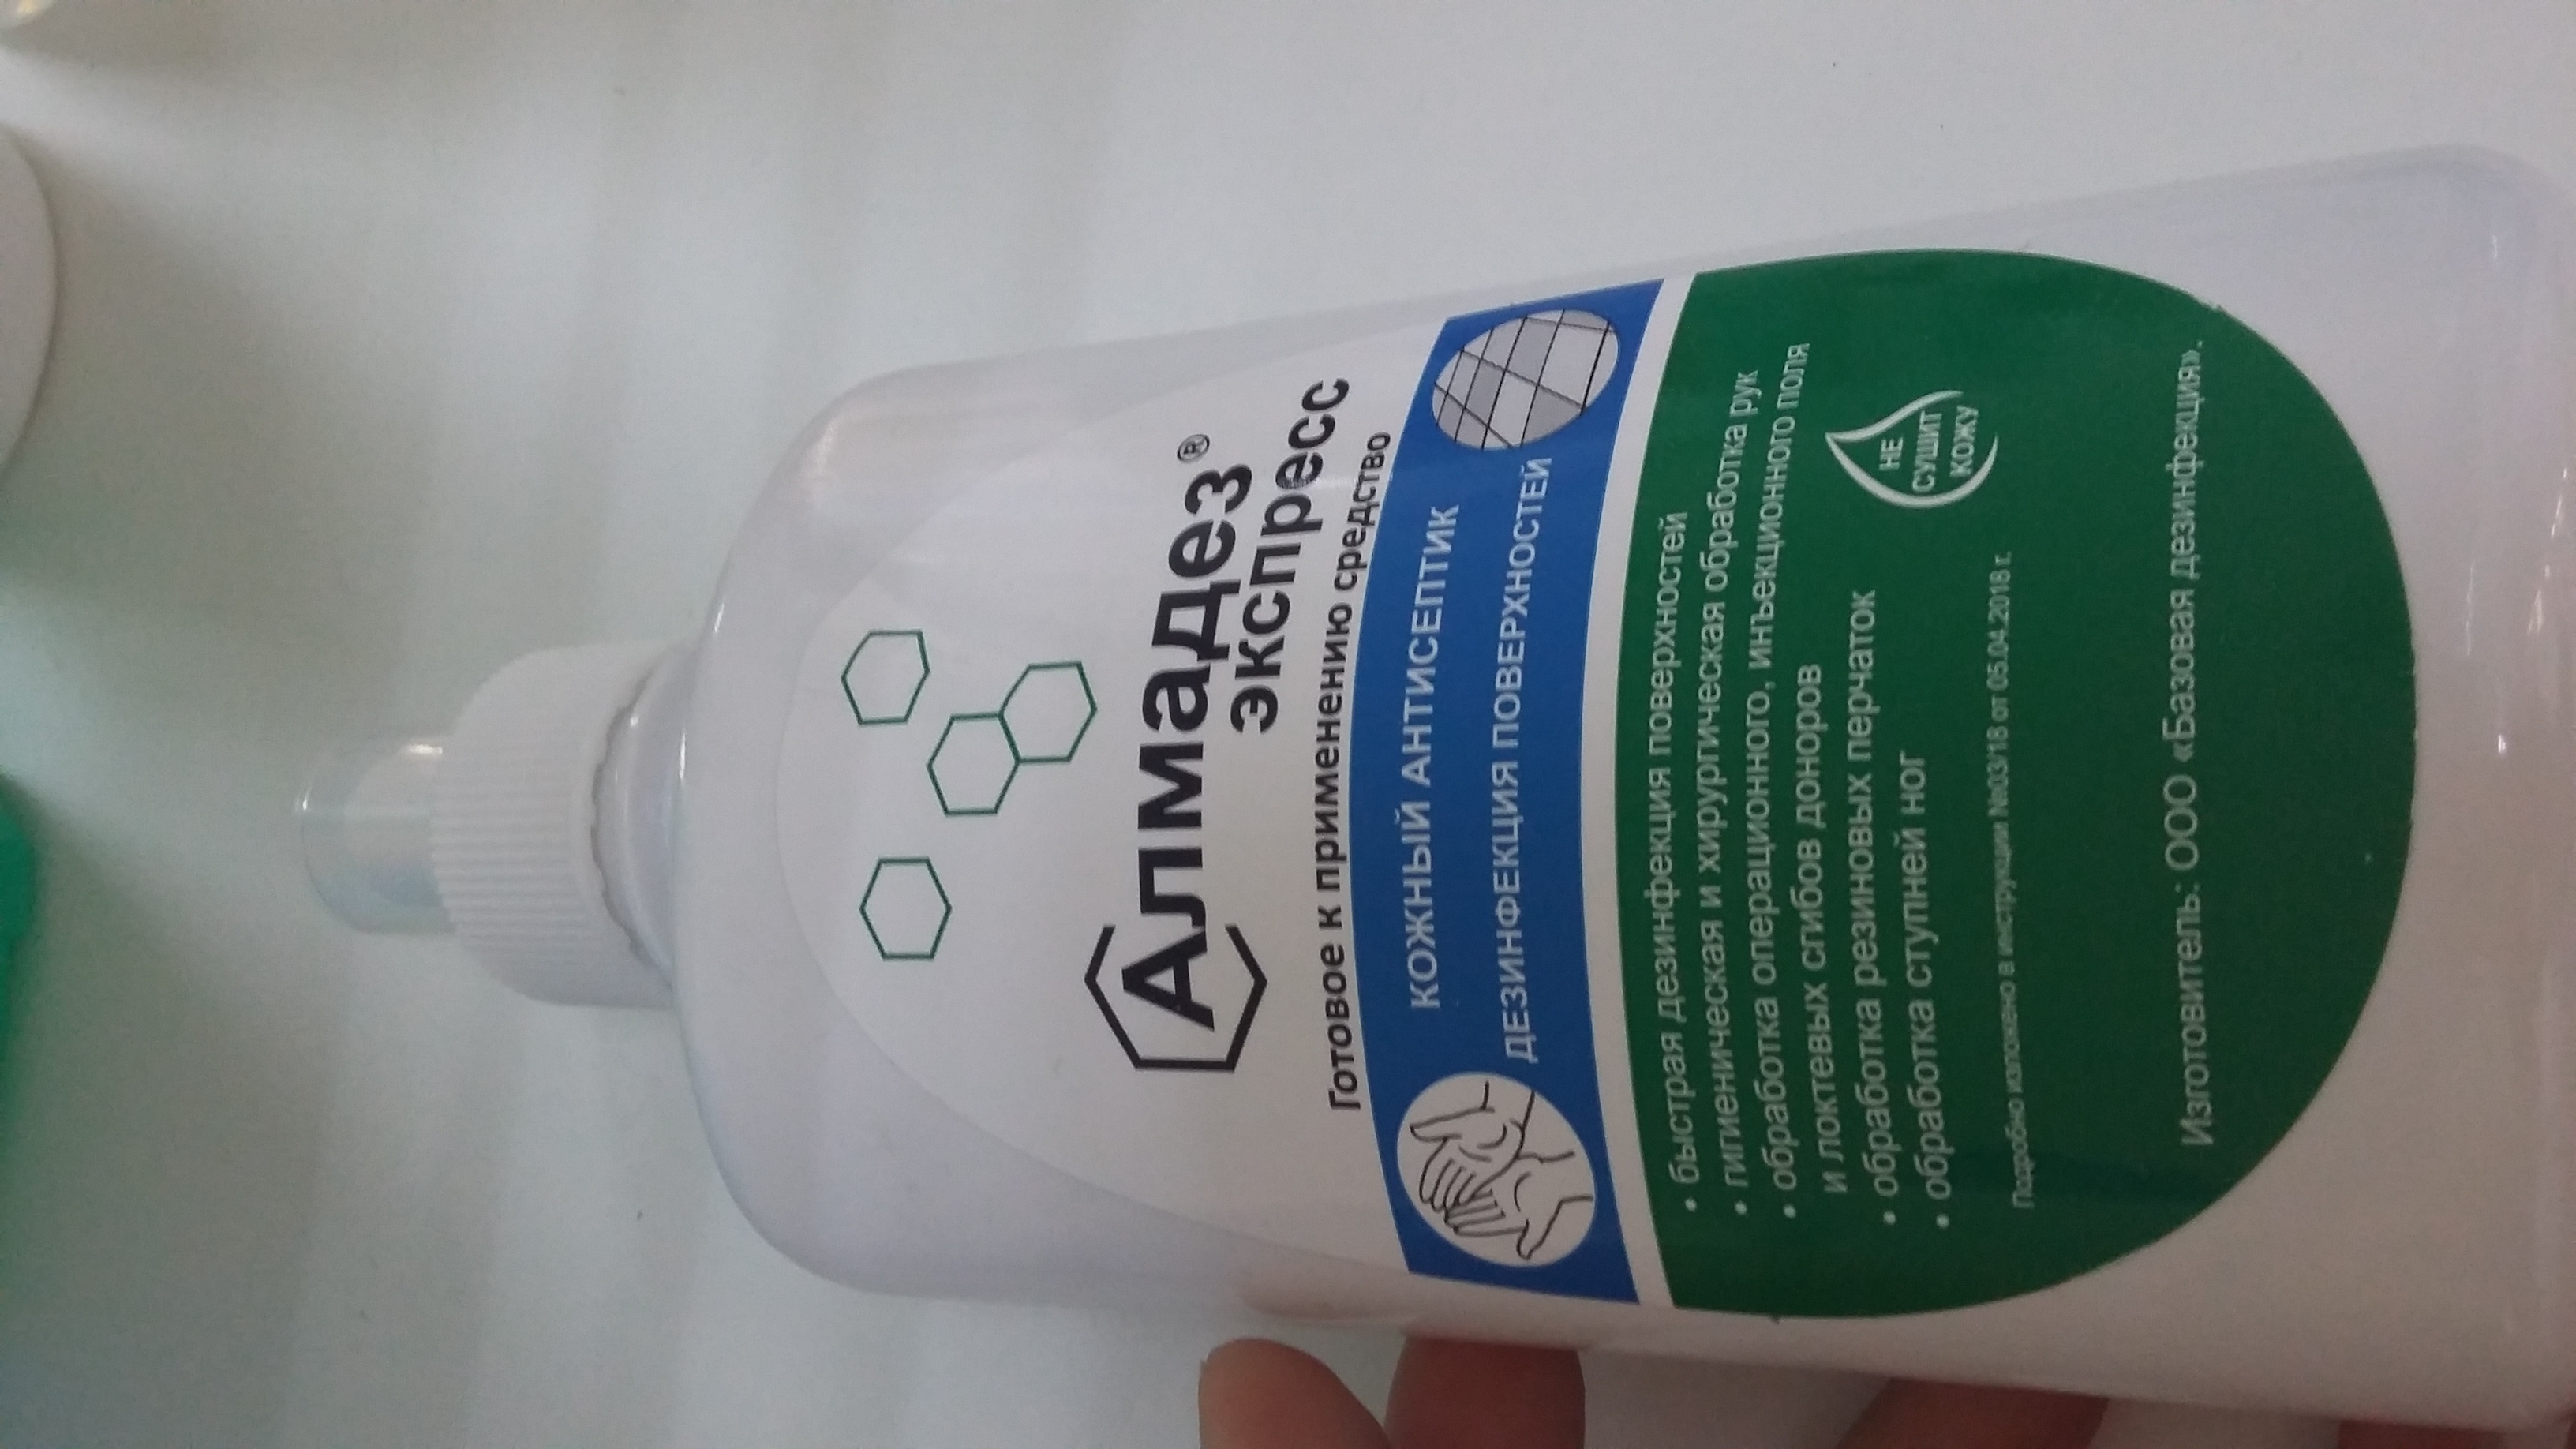 Алмадез®
экспресс
Готовое к применению средство
КОЖНЫЙ АНТИСЕПТИК
ДЕЗИНФЕКЦИЯ ПОВЕРХНОСТЕЙ
• быстрая дезинфекция поверхностей
• гигиеническая и хирургическая обработка рук
• обработка операционного, инъекционного поля
и локтевых сгибов доноров
• обработка резиновых перчаток
• обработка ступней ног
НЕ
СУШИТ
КОЖУ
Подробно изложено в инструкции №03/18 от 05.04.2018 г.
Изготовитель: ООО «Базовая дезинфекция».